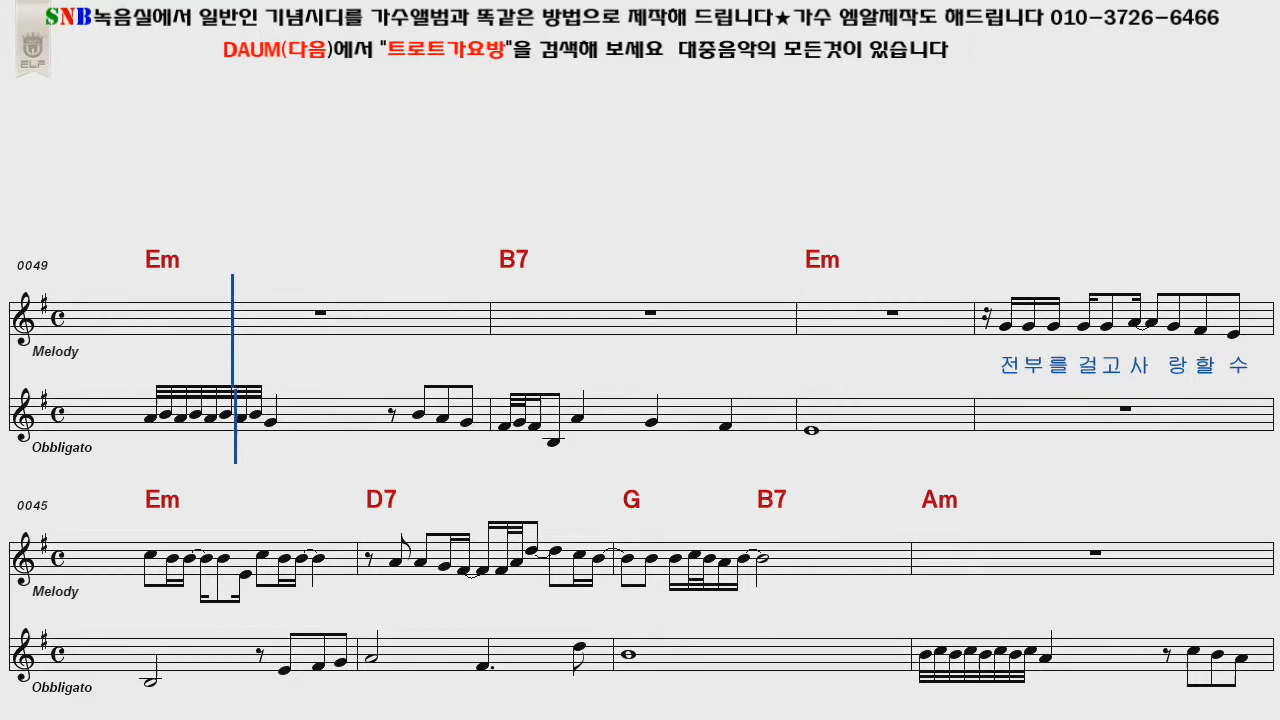 SNB녹음실에서 일반인 기념시디를 가수앨범과 똑같은 방법으로 제작해 드립니다★가수 엠알제작도 해드립니다 010-3726-6466
DAUM(다음)에서 "트로트가요방"을 검색해 보세요 대중음악의 모든것이 있습니다
ELF
Em B7 Em
0049
Melody
전부를 걸고사 랑할 수
Obbligato
Em D7 G B7 Am
0045
Melody
Obbligato